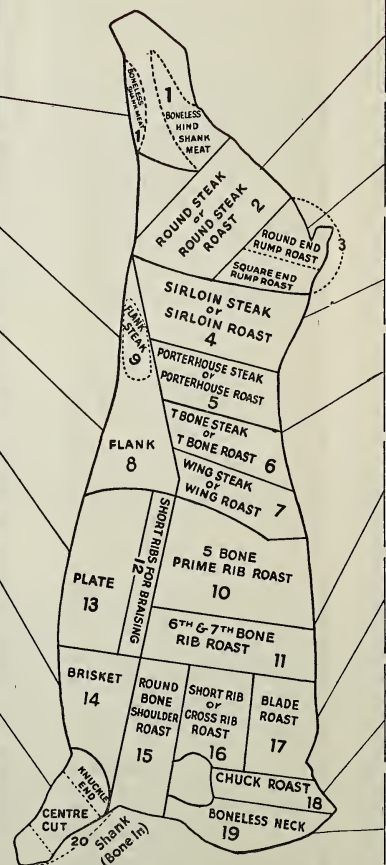 BONELESS
SHANK MEAT
1
1
BONELESS
HIND
SHANK
MEAT
ROUND STEAK
or
ROUND STEAK
ROAST
2
ROUND END
RUMP ROAST
3
SQUARE END
RUMP ROAST
SIRLOIN STEAK
or
SIRLOIN ROAST
4
FLANK
STEAK
9
PORTERHOUSE STEAK
or
PORTERHOUSE ROAST
5
T BONE STEAK
or
T BONE ROAST 6
FLANK
8
WING STEAK
or
WING ROAST 7
SHORT RIBS FOR BRAISING
12
5 BONE
PRIME RIB ROAST
10
PLATE
13
6TH & 7TH BONE
RIB ROAST 11
BRISKET
14
ROUND
BONE
SHOULDER
ROAST
15
SHORT RIB
or
CROSS RIB
ROAST
16
BLADE
ROAST
17
CHUCK ROAST
18
BONELESS NECK
19
KNUCKLE
END
CENTRE
CUT
20 Shank
(Bone In)